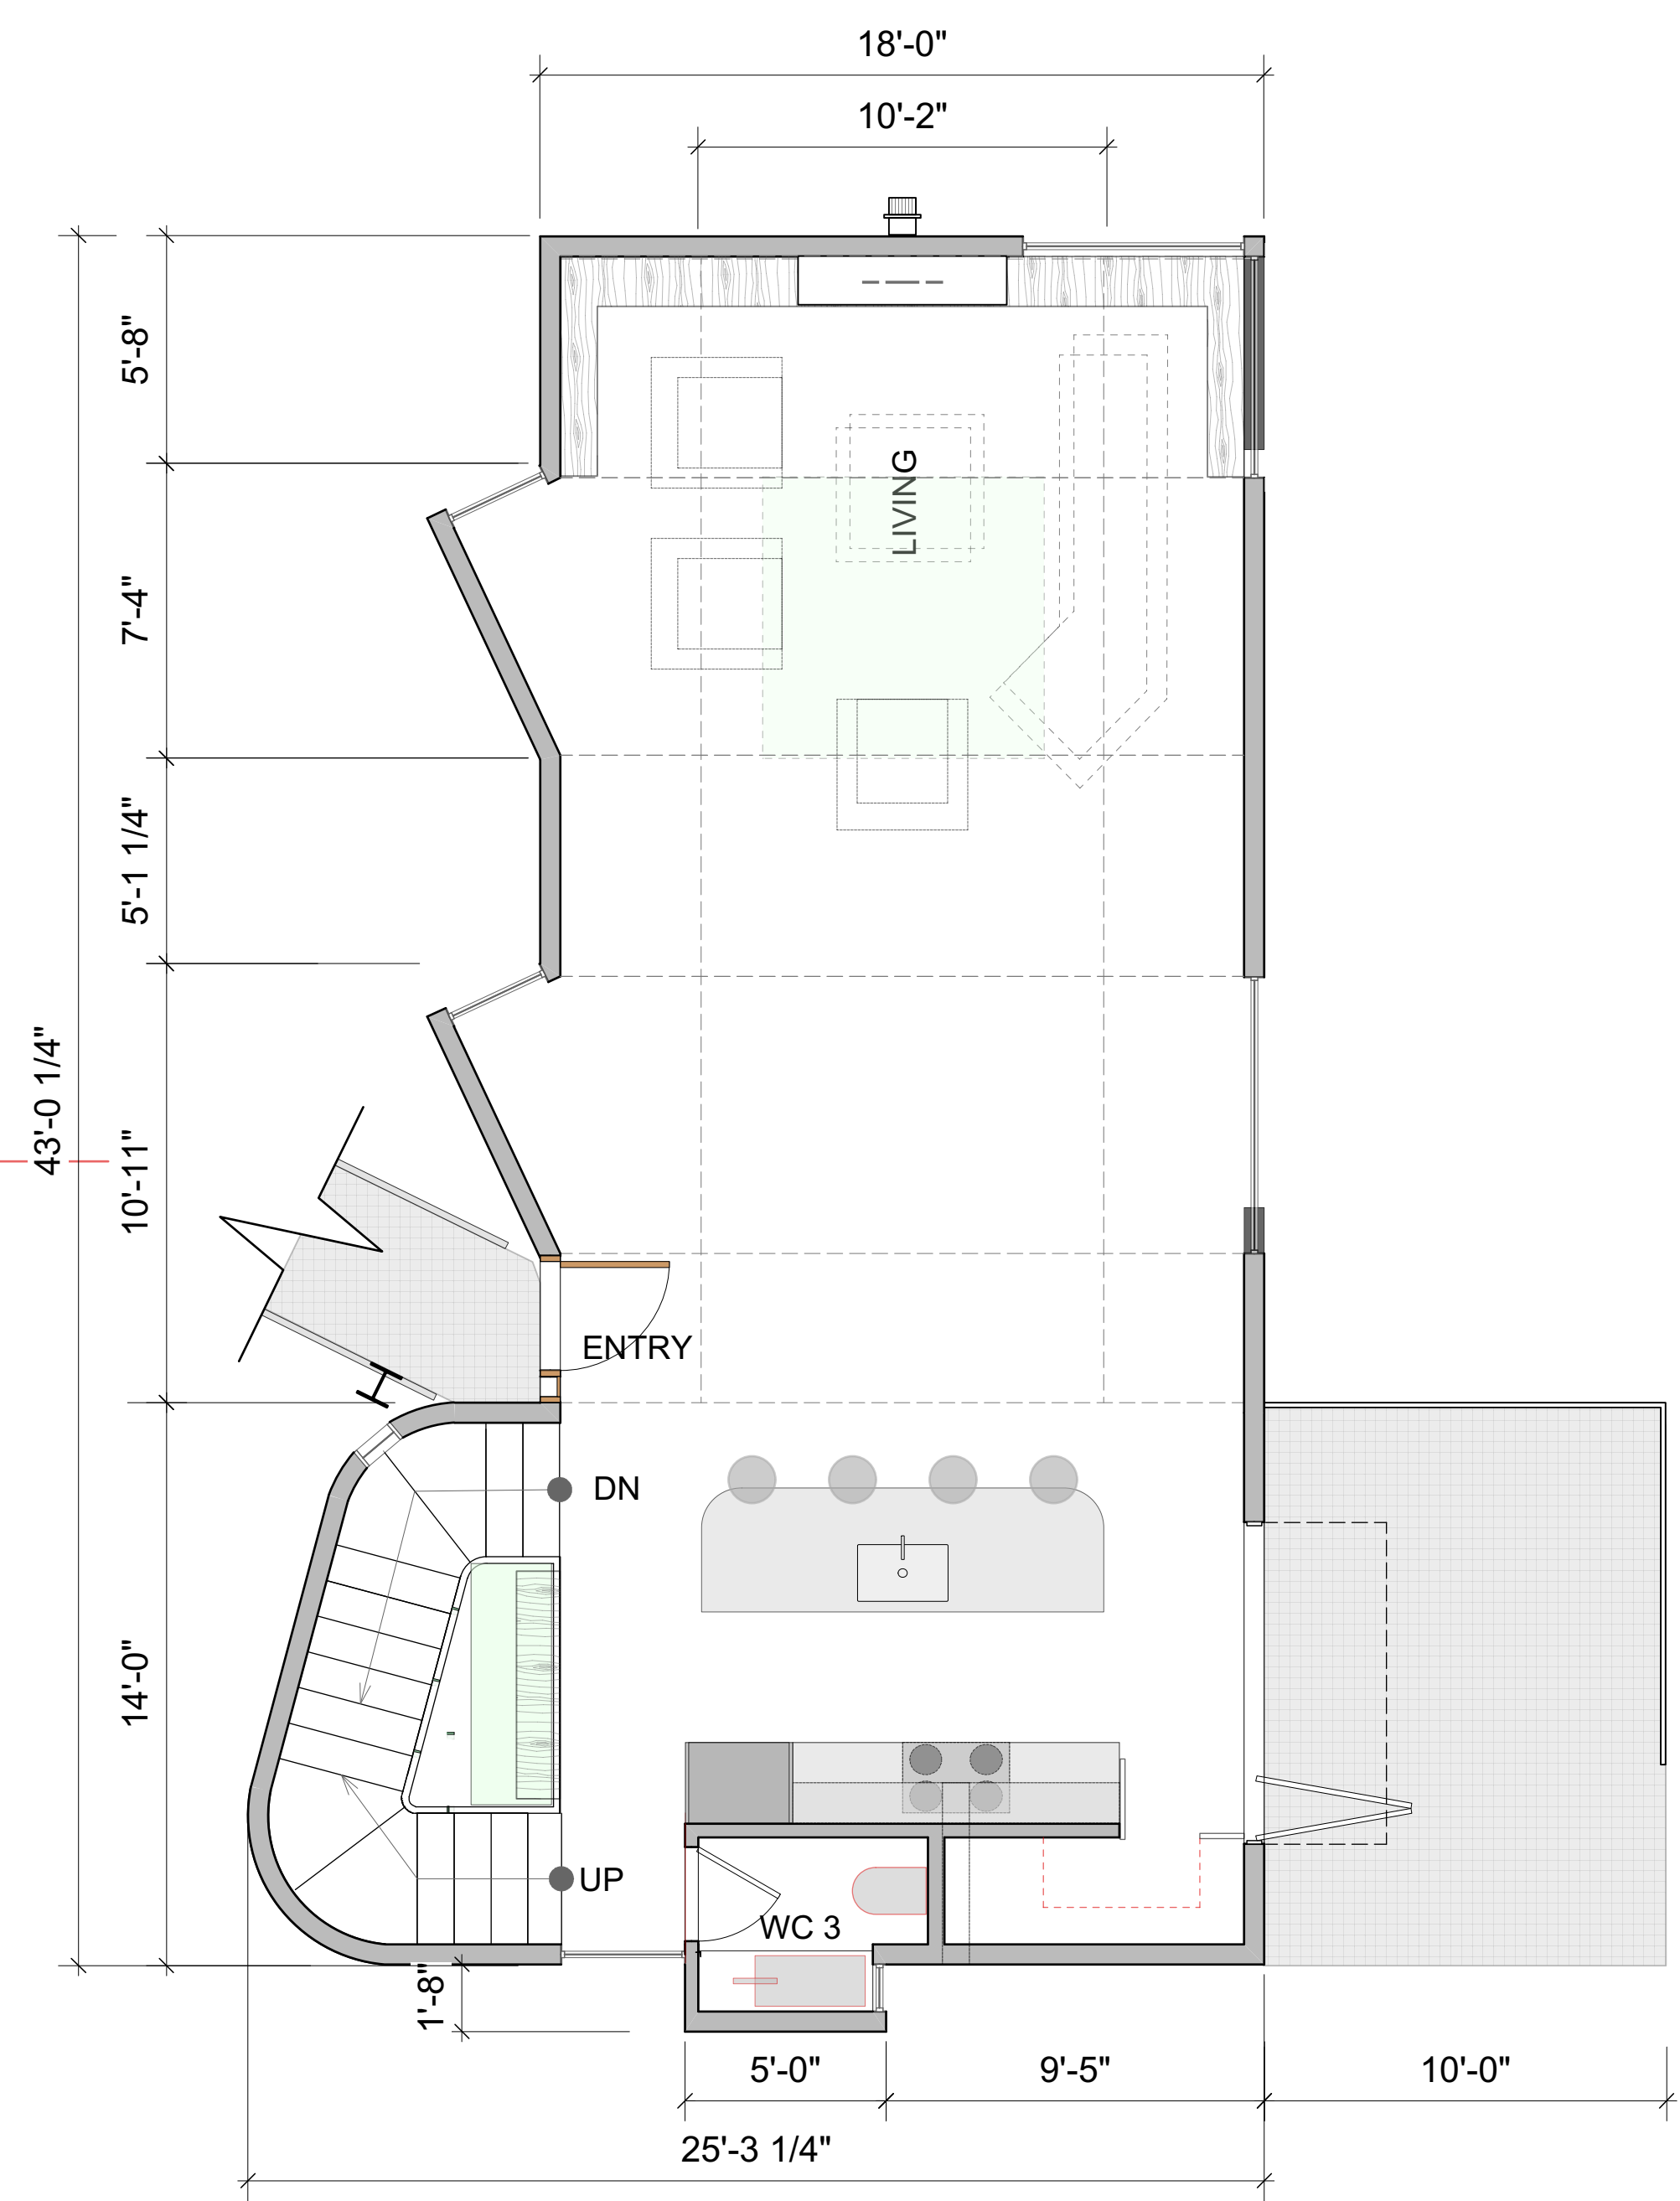 18'-0"
10'-2"
5'-8"
LIVING
7'-4"
5'-1 1/4"
43'-0 1/4"
10'-11"
ENTRY
DN
14'-0"
UP
WC 3
1'-8"
5'-0"
9'-5"
10'-0"
25'-3 1/4"